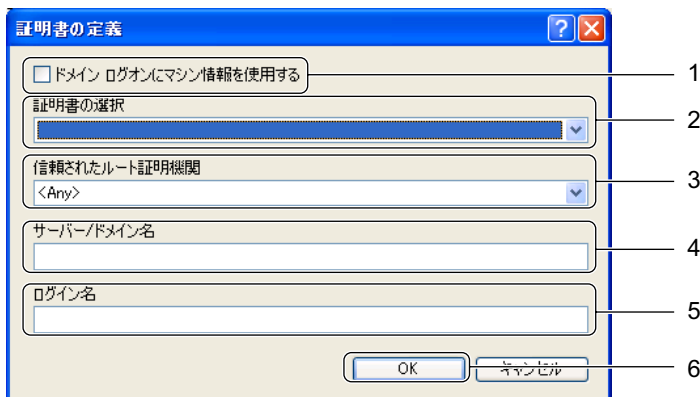 証明書の定義
ドメイン ログオンにマシン情報を使用する
1
証明書の選択
2
信頼されたルート証明機関
<Any>
3
サーバー/ドメイン名
4
ログイン名
5
OK
キャンセル
6